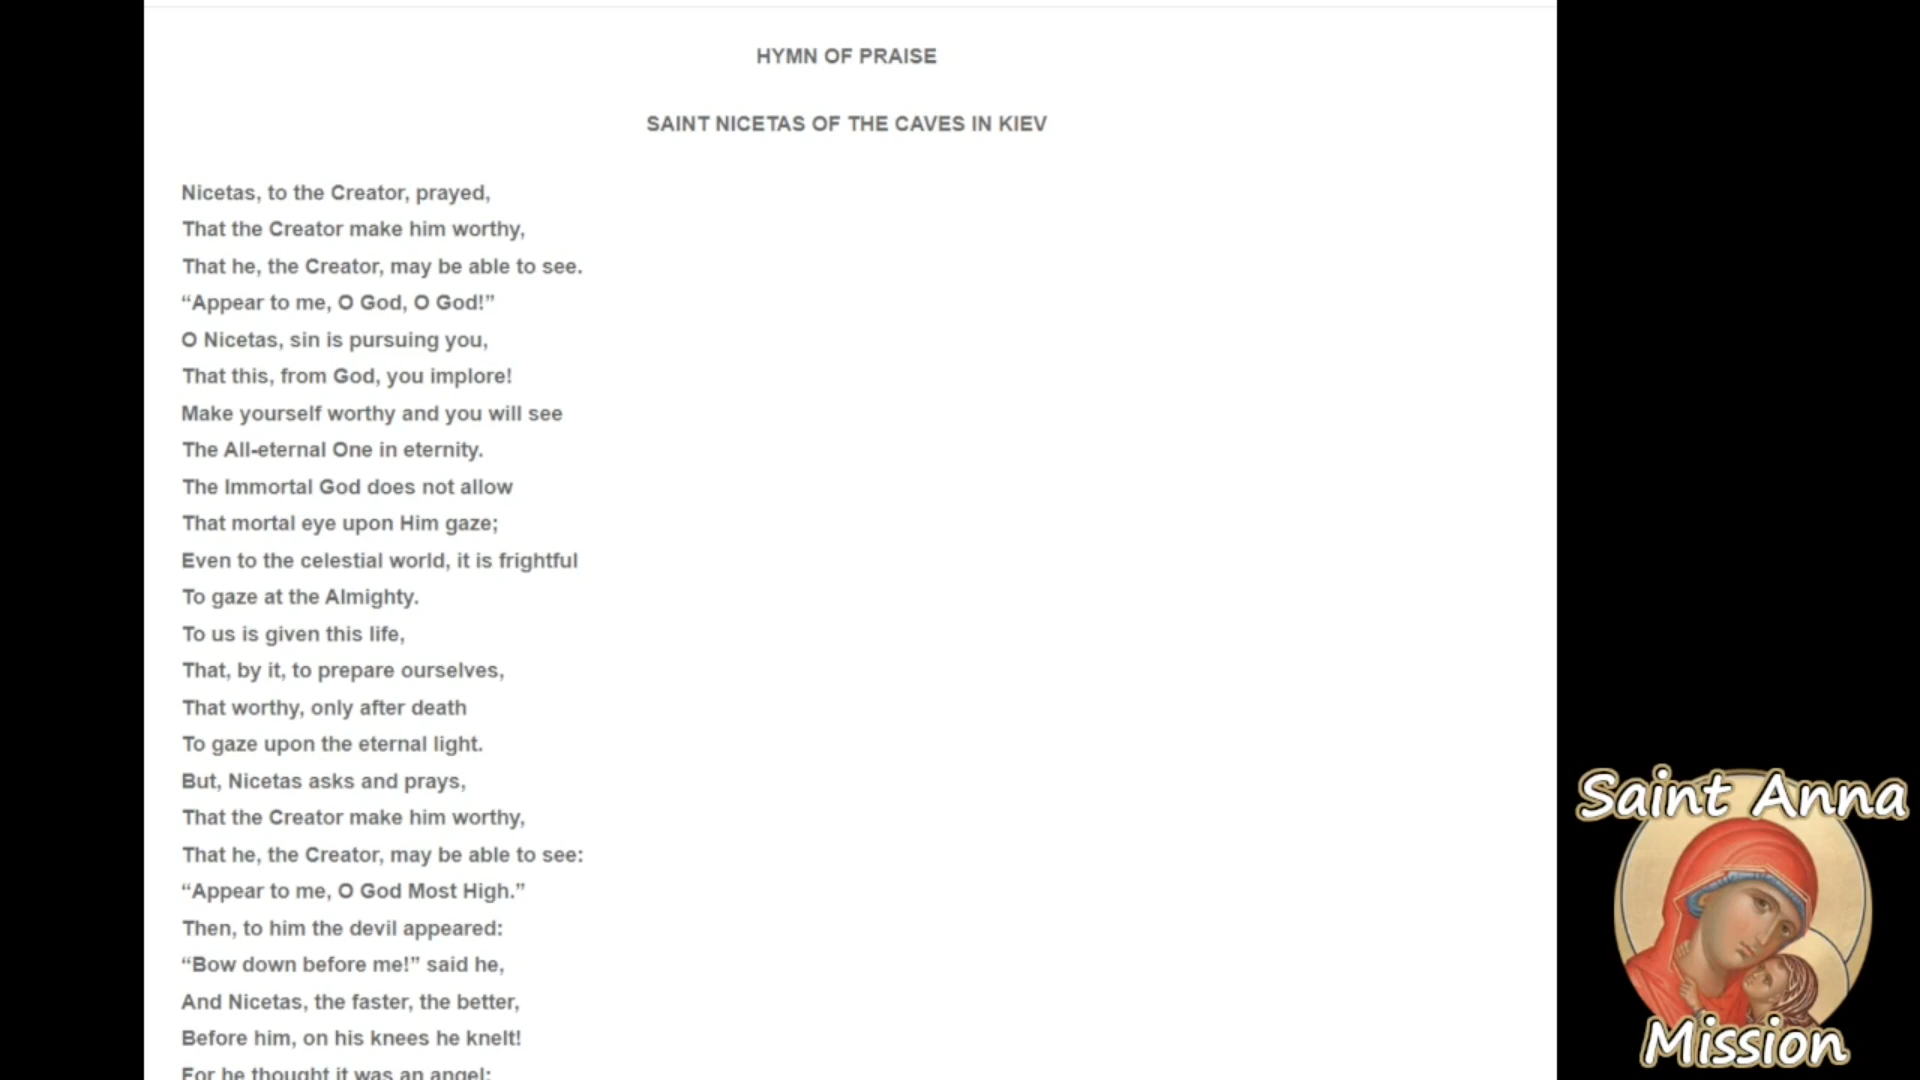 HYMN OF PRAISE
SAINT NICETAS OF THE CAVES IN KIEV
Nicetas, to the Creator, prayed,
That the Creator make him worthy,
That he, the Creator, may be able to see.
“Appear to me, O God, O God!”
O Nicetas, sin is pursuing you,
That this, from God, you implore!
Make yourself worthy and you will see
The All-eternal One in eternity.
The Immortal God does not allow
That mortal eye upon Him gaze;
Even to the celestial world, it is frightful
To gaze at the Almighty.
To us is given this life,
That, by it, to prepare ourselves,
That worthy, only after death
To gaze upon the eternal light.
But, Nicetas asks and prays,
That the Creator make him worthy,
That he, the Creator, may be able to see:
“Appear to me, O God Most High.”
Then, to him the devil appeared:
“Bow down before me!” said he,
And Nicetas, the faster, the better,
Before him, on his knees he knelt!
For he thought it was an angel:
Saint Anna
Mission